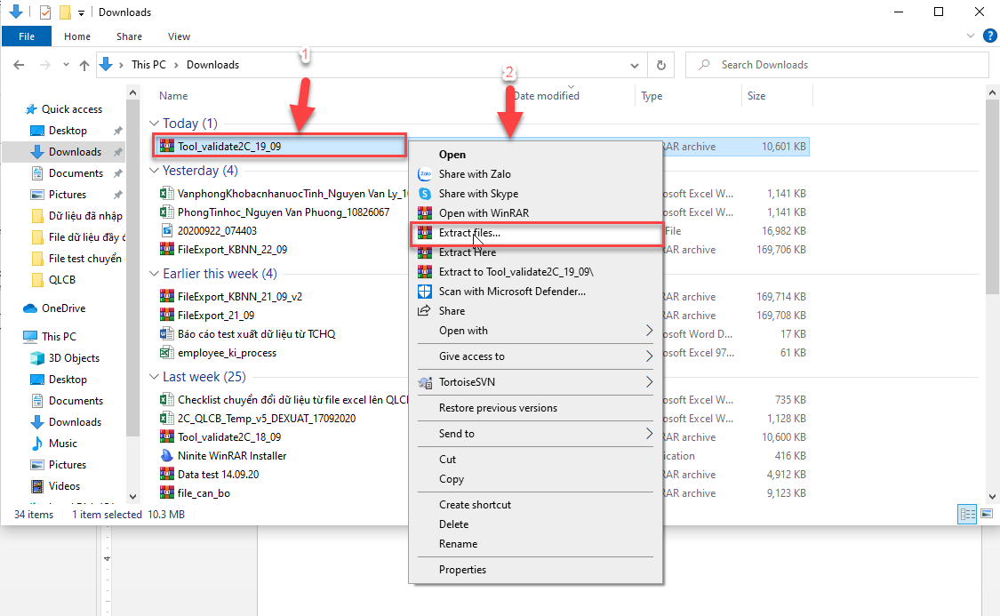 Downloads
File Home Share View
This PC > Downloads
Search Downloads
1
2
Name Date modified Type Size
Quick access
Desktop
Downloads
Documents
Pictures
Dữ liệu đã nhập
File dữ liệu đầy
File test chuyển
QLCB
OneDrive
This PC
3D Objects
Desktop
Documents
Downloads
Music
Pictures
Videos
Today (1)
Tool_validate2C_19_09 RAR archive 10,601 KB
Yesterday (4)
VanphongKhobacnhanuocTinh_Nguyen Van Ly_10 osoft Excel W... 1,141 KB
PhongTinhoc_Nguyen Van Phuong_10826067 osoft Excel W... 1,141 KB
20200922_074403 File 16,982 KB
FileExport_KBNN_22_09 RAR archive 169,706 KB
Earlier this week (4)
FileExport_KBNN_21_09_v2 RAR archive 169,714 KB
FileExport_21_09 RAR archive 169,708 KB
Báo cáo test xuất dữ liệu từ TCHQ osoft Word D... 17 KB
employee_ki_process osoft Excel 97... 61 KB
Last week (25)
Checklist chuyển đổi dữ liệu từ file excel lên QLC osoft Excel W... 735 KB
2C_QLCB_Temp_v5_DEXUAT_17092020 osoft Excel W... 1,128 KB
Tool_validate2C_18_09 RAR archive 10,600 KB
Ninite WinRAR Installer ication 416 KB
Data test 14.09.20 RAR archive 4,912 KB
file_can_bo RAR archive 9,123 KB
Open
Share with Zalo
Share with Skype
Open with WinRAR
Extract files...
Extract Here
Extract to Tool_validate2C_19_09\
Scan with Microsoft Defender...
Share
Open with
Give access to
TortoiseSVN
Restore previous versions
Send to
Cut
Copy
Create shortcut
Delete
Rename
Properties
34 items 1 item selected 10.3 MB
4